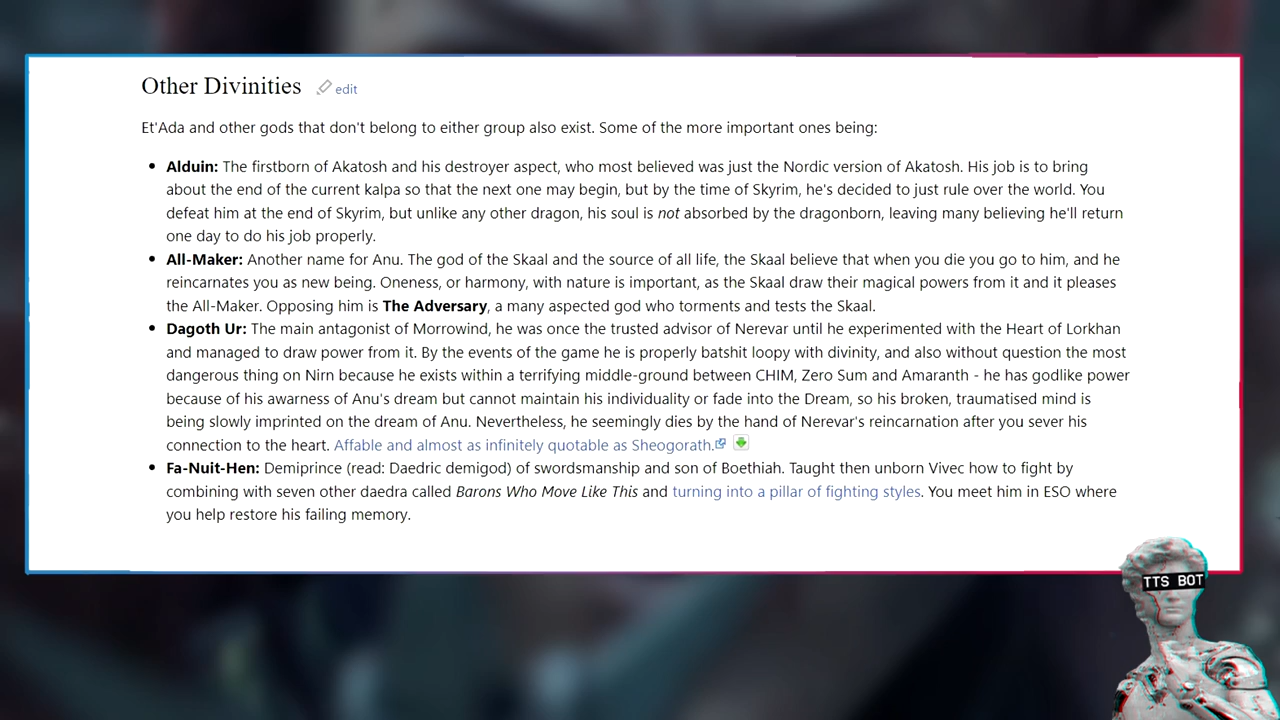 Other Divinities edit
Et'Ada and other gods that don't belong to either group also exist. Some of the more important ones being:
• Alduin: The firstborn of Akatosh and his destroyer aspect, who most believed was just the Nordic version of Akatosh. His job is to bring
about the end of the current kalpa so that the next one may begin, but by the time of Skyrim, he's decided to just rule over the world. You
defeat him at the end of Skyrim, but unlike any other dragon, his soul is not absorbed by the dragonborn, leaving many believing he'll return
one day to do his job properly.
• All-Maker: Another name for Anu. The god of the Skaal and the source of all life, the Skaal believe that when you die you go to him, and he
reincarnates you as new being. Oneness, or harmony, with nature is important, as the Skaal draw their magical powers from it and it pleases
the All-Maker. Opposing him is The Adversary, a many aspected god who torments and tests the Skaal.
• Dagoth Ur: The main antagonist of Morrowind, he was once the trusted advisor of Nerevar until he experimented with the Heart of Lorkhan
and managed to draw power from it. By the events of the game he is properly batshit loopy with divinity, and also without question the most
dangerous thing on Nirn because he exists within a terrifying middle-ground between CHIM, Zero Sum and Amaranth - he has godlike power
because of his awarness of Anu's dream but cannot maintain his individuality or fade into the Dream, so his broken, traumatised mind is
being slowly imprinted on the dream of Anu. Nevertheless, he seemingly dies by the hand of Nerevar's reincarnation after you sever his
connection to the heart. Affable and almost as infinitely quotable as Sheogorath.
• Fa-Nuit-Hen: Demiprince (read: Daedric demigod) of swordsmanship and son of Boethiah. Taught then unborn Vivec how to fight by
combining with seven other daedra called Barons Who Move Like This and turning into a pillar of fighting styles. You meet him in ESO where
you help restore his failing memory.
TTS BOT